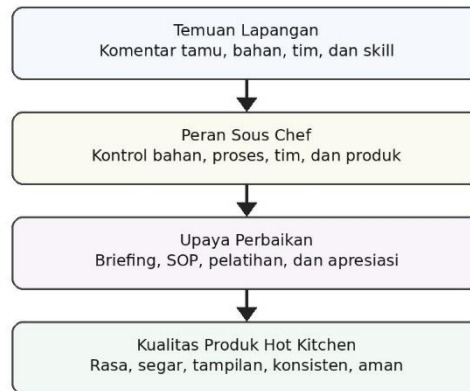 Temuan Lapangan
Komentar tamu, bahan, tim, dan skill
Peran Sous Chef
Kontrol bahan, proses, tim, dan produk
Upaya Perbaikan
Briefing, SOP, pelatihan, dan apresiasi
Kualitas Produk Hot Kitchen
Rasa, segar, tampilan, konsisten, aman